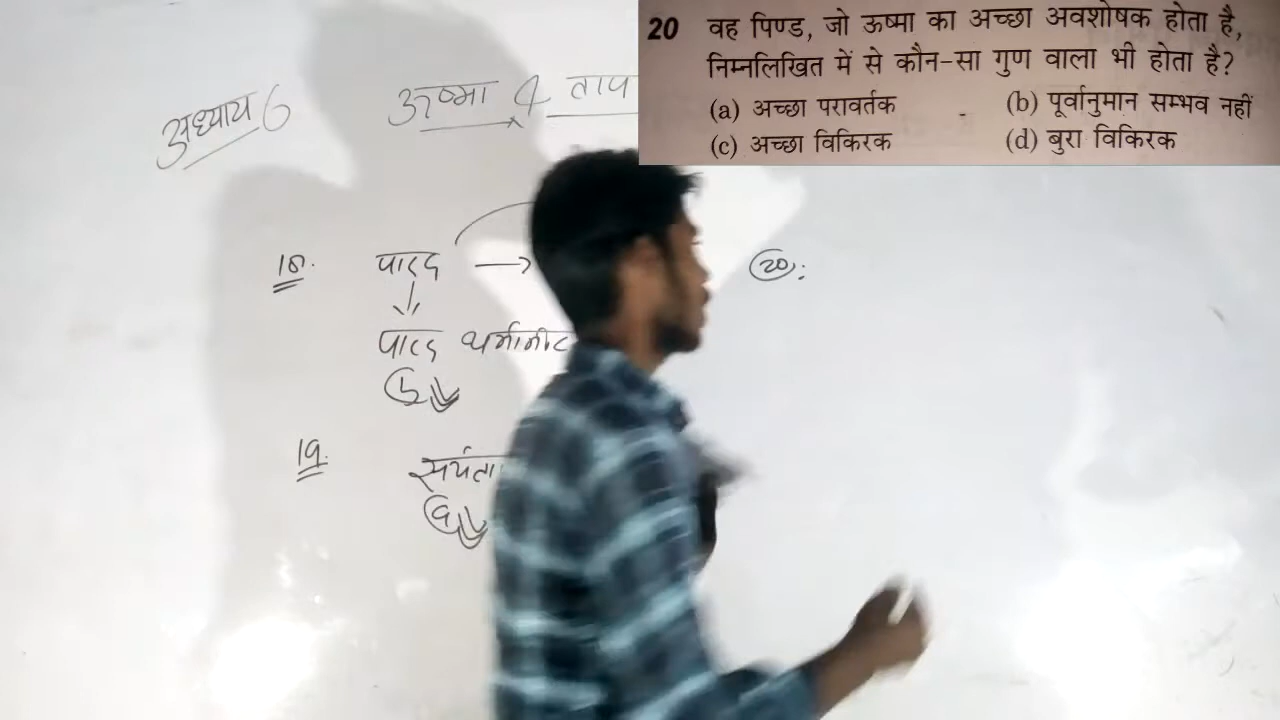 20 वह पिण्ड, जो ऊष्मा का अच्छा अवशोषक होता है,
निम्नलिखित में से कौन-सा गुण वाला भी होता है?
(a) अच्छा परावर्तक (b) पूर्वानुमान सम्भव नहीं
(c) अच्छा विकिरक (d) बुरा विकिरक
अध्याय 6
ऊष्मा व ताप
18. पारद →
पारद थर्मामीट
b
19.
20: